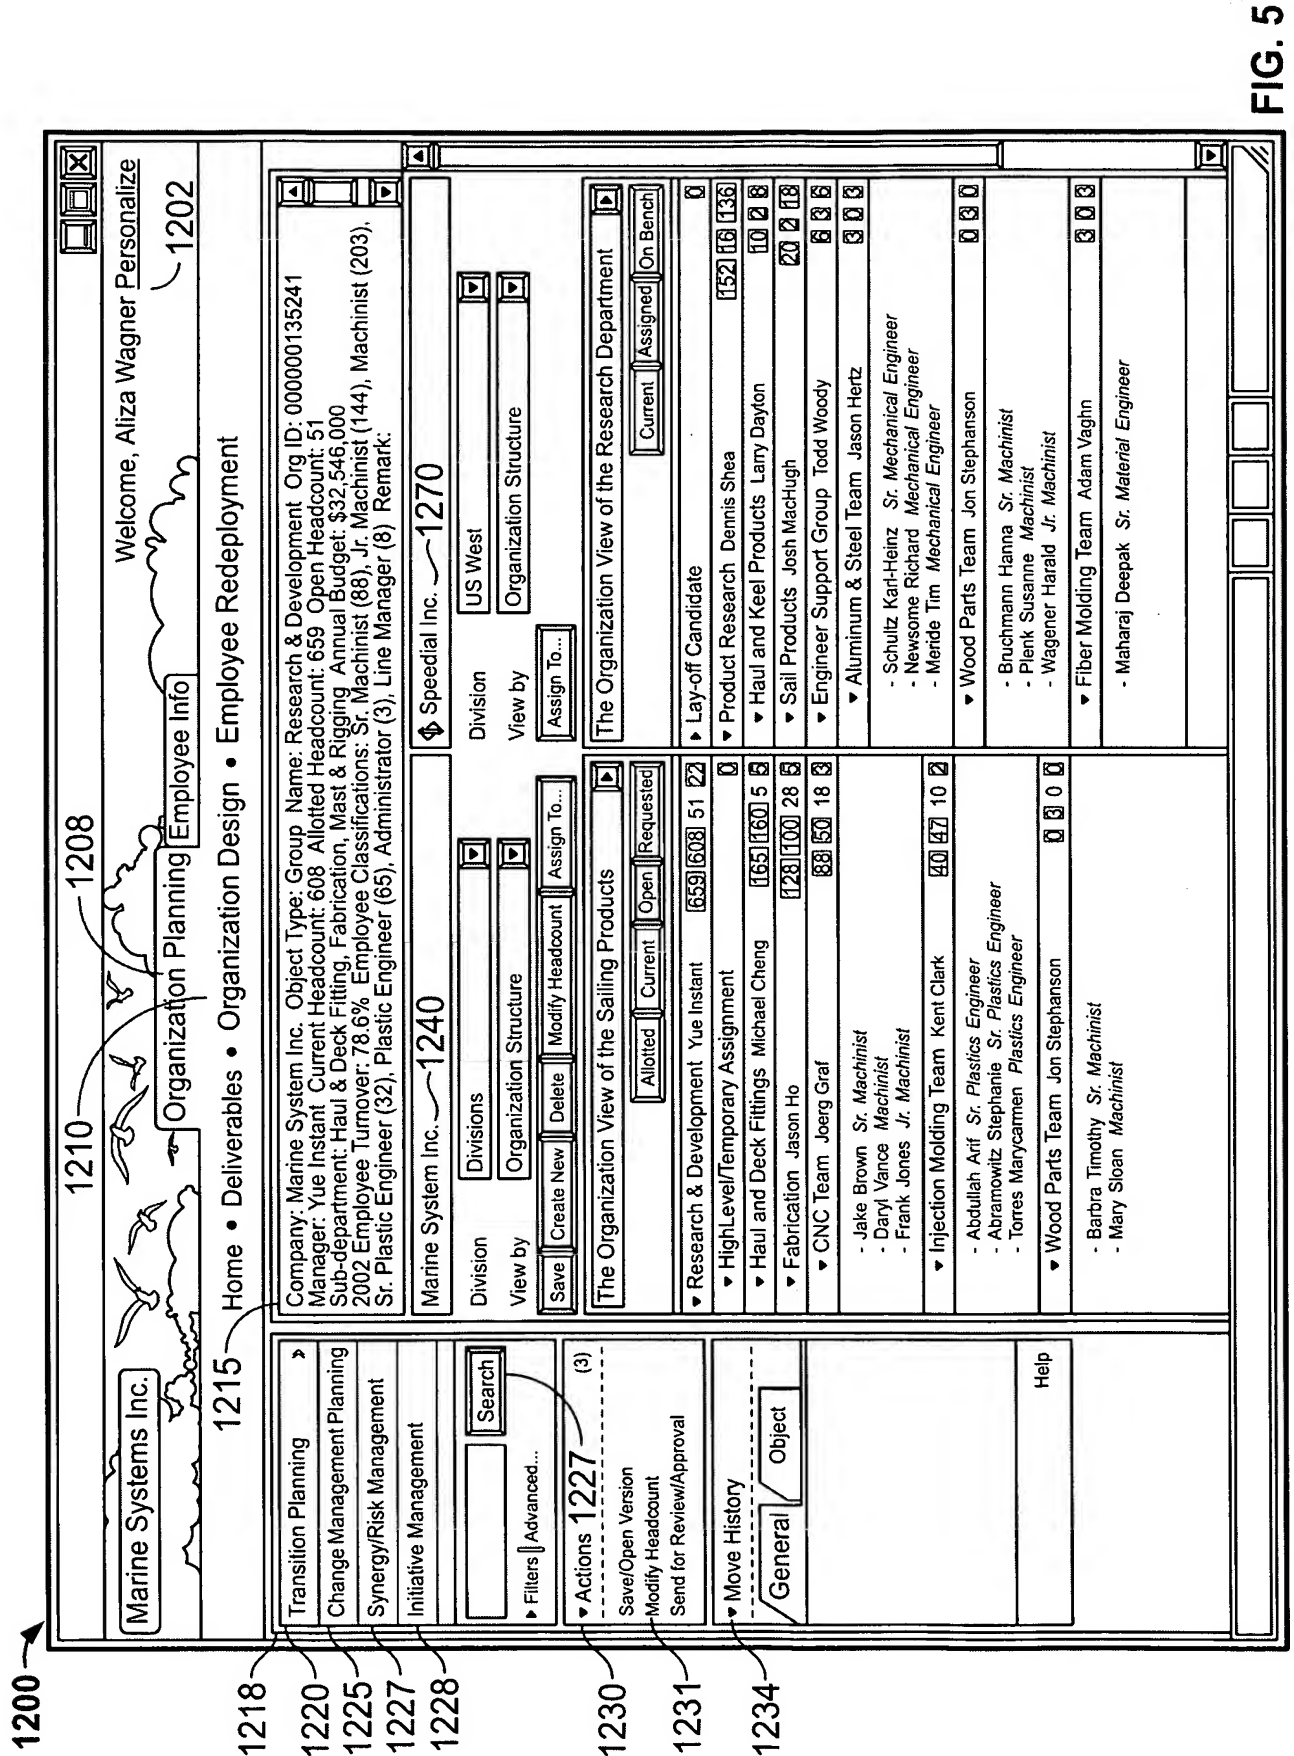 1200
FIG. 5
Marine Systems Inc.
Welcome, Aliza Wagner Personalize
1202
1210
1208
Organization Planning
Employee Info
1215
Home • Deliverables • Organization Design • Employee Redeployment
1218
1220
1225
1227
1228
1230
1231
1234
Transition Planning »
Change Management Planning
Synergy/Risk Management
Initiative Management
Search
Filters Advanced...
Actions 1227 (3)
Save/Open Version
Modify Headcount
Send for Review/Approval
Move History
General Object
Help
Company: Marine System Inc. Object Type: Group Name: Research & Development Org ID: 000000135241
Manager: Yue Instant Current Headcount: 608 Allotted Headcount: 659 Open Headcount: 51
Sub-department: Haul & Deck Fitting, Fabrication, Mast & Rigging Annual Budget: $32,546,000
2002 Employee Turnover: 78.6% Employee Classifications: Sr. Machinist (88), Jr. Machinist (144), Machinist (203),
Sr. Plastic Engineer (32), Plastic Engineer (65), Administrator (3), Line Manager (8) Remark:
Marine System Inc. 1240
Division Divisions
View by Organization Structure
Save Create New Delete Modify Headcount Assign To...
The Organization View of the Sailing Products
Allotted Current Open Requested
Research & Development Yue Instant 659 608 51 22
HighLevel/Temporary Assignment 0
Haul and Deck Fittings Michael Cheng 165 160 5 5
Fabrication Jason Ho 128 100 28 5
CNC Team Joerg Graf 88 50 18 3
- Jake Brown Sr. Machinist
- Daryl Vance Machinist
- Frank Jones Jr. Machinist
Injection Molding Team Kent Clark 40 47 10 2
- Abdullah Arif Sr. Plastics Engineer
- Abramowitz Stephanie Sr. Plastics Engineer
- Torres Marycarmen Plastics Engineer
Wood Parts Team Jon Stephanson 0 3 0 0
- Barbra Timothy Sr. Machinist
- Mary Sloan Machinist
Speedial Inc. 1270
Division US West
View by Organization Structure
Assign To...
The Organization View of the Research Department
Current Assigned On Bench
Lay-off Candidate 0
Product Research Dennis Shea 152 16 136
Haul and Keel Products Larry Dayton 10 2 8
Sail Products Josh MacHugh 20 2 18
Engineer Support Group Todd Woody 6 3 6
Aluminum & Steel Team Jason Hertz 3 0 3
- Schultz Karl-Heinz Sr. Mechanical Engineer
- Newsome Richard Mechanical Engineer
- Meride Tim Mechanical Engineer
Wood Parts Team Jon Stephanson 0 3 0
- Bruchmann Hanna Sr. Machinist
- Plenk Susanne Machinist
- Wagener Harald Jr. Machinist
Fiber Molding Team Adam Vaghn 3 0 3
- Maharaj Deepak Sr. Material Engineer